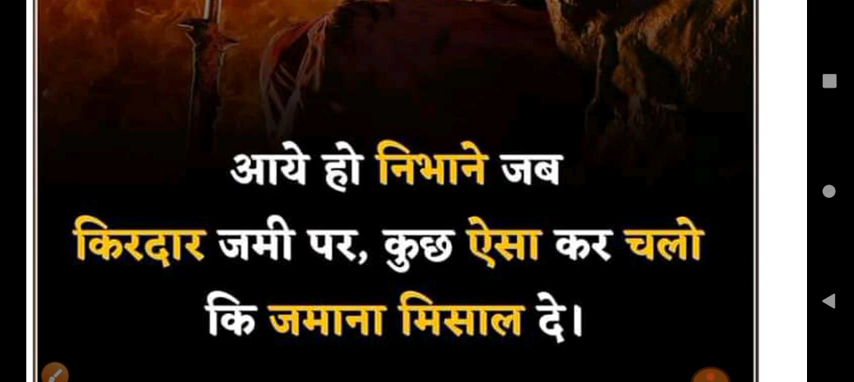 आये हो निभाने जब
किरदार जमी पर, कुछ ऐसा कर चलो
कि जमाना मिसाल दे।